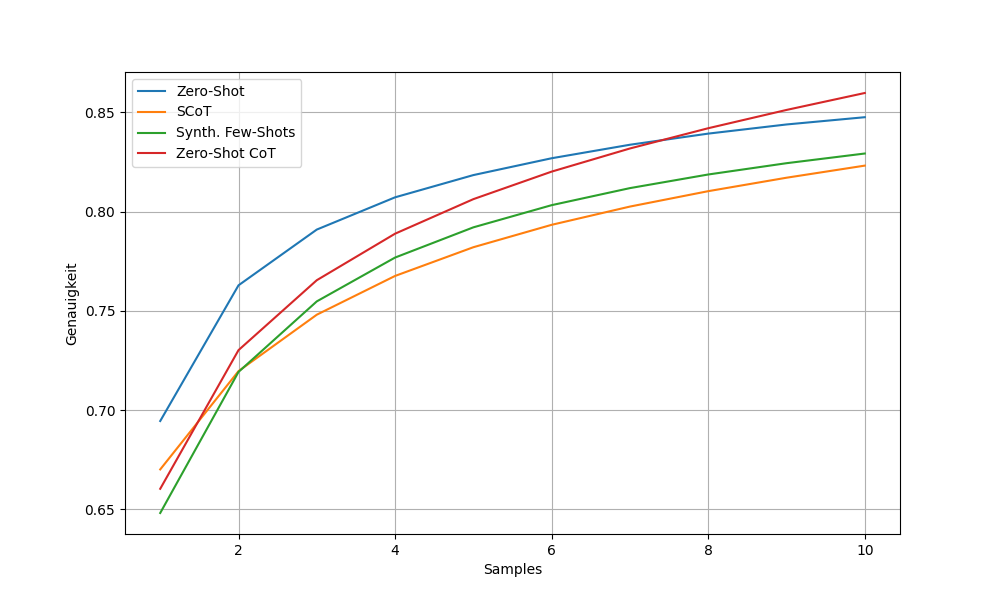 Zero-Shot
SCoT
Synth. Few-Shots
Zero-Shot CoT
0.85
0.80
0.75
0.70
0.65
Genauigkeit
2 4 6 8 10
Samples